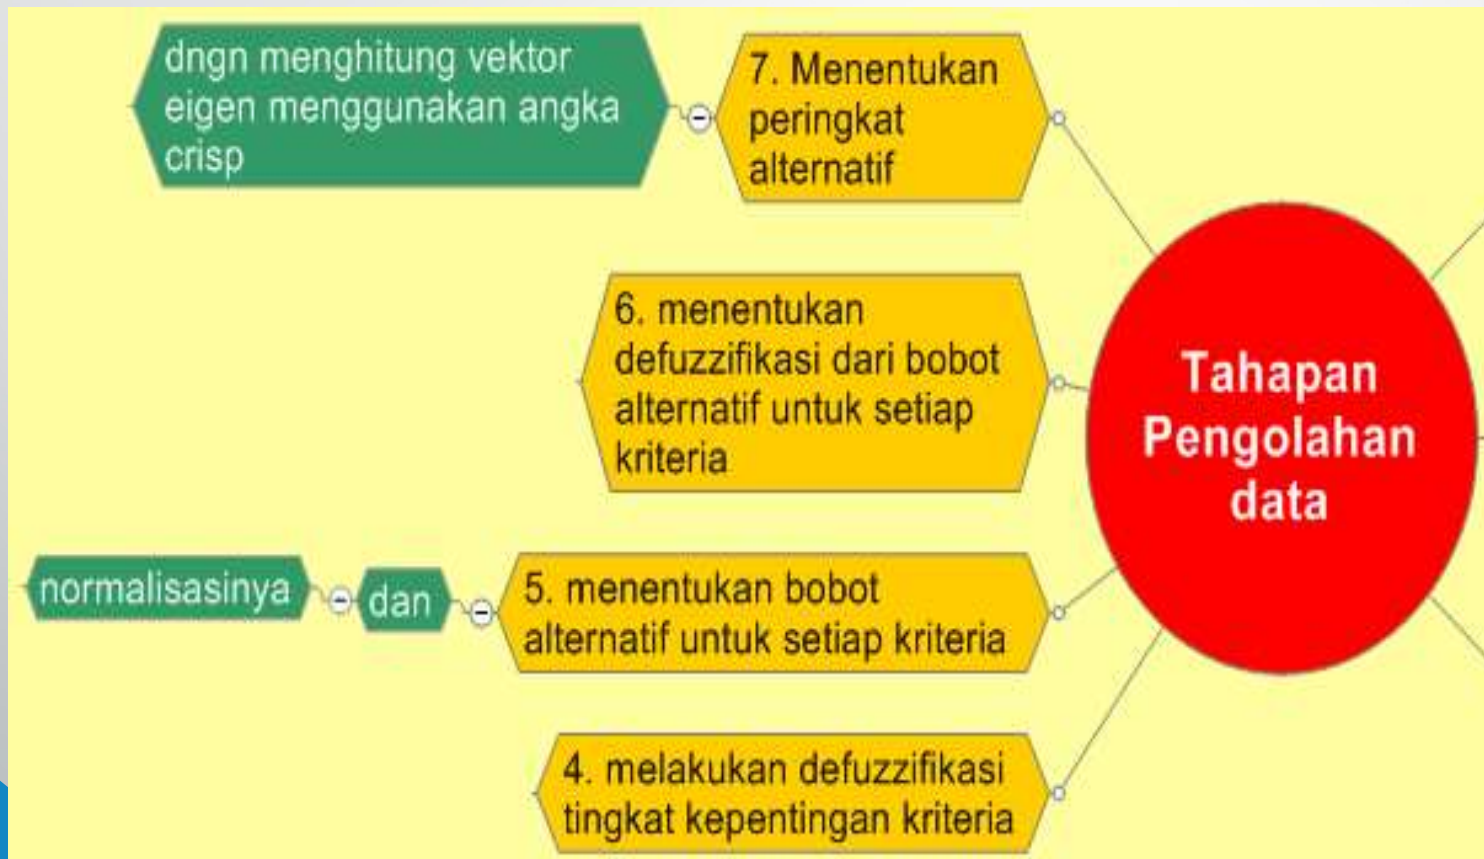 dngn menghitung vektor
eigen menggunakan angka
crisp
7. Menentukan
peringkat
alternatif
6. menentukan
defuzzifikasi dari bobot
alternatif untuk setiap
kriteria
Tahapan
Pengolahan
data
normalisasinya
dan
5. menentukan bobot
alternatif untuk setiap kriteria
4. melakukan defuzzifikasi
tingkat kepentingan kriteria